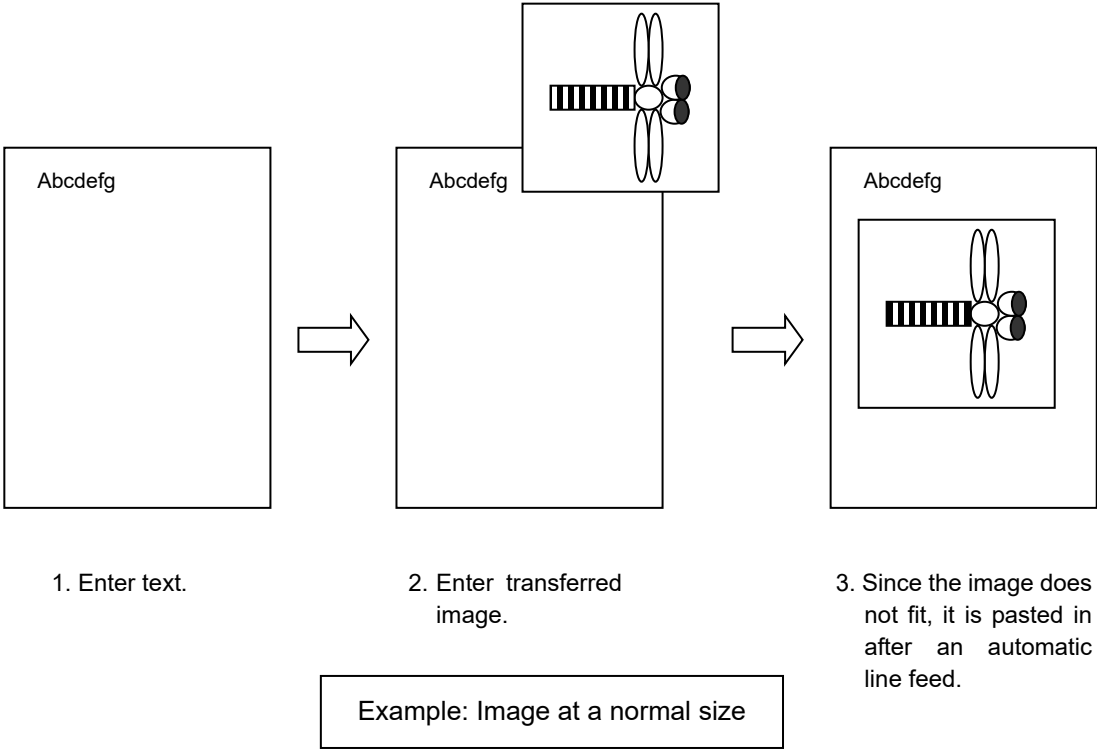 Abcdefg
Abcdefg
Abcdefg
1. Enter text.
2. Enter transferred
image.
3. Since the image does
not fit, it is pasted in
after an automatic
line feed.
Example: Image at a normal size